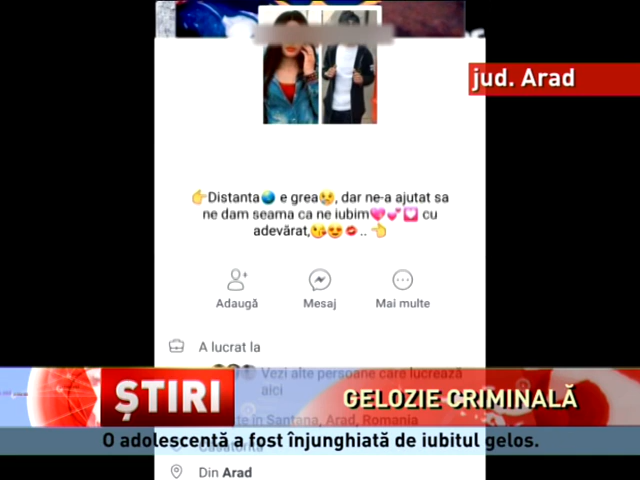 jud. Arad
👉Distanta🌏 e grea😢, dar ne-a ajutat sa
ne dam seama ca ne iubim💖💕💟 cu
adevărat,😘😍💋.. 👈
Adaugă
Mesaj
Mai multe
A lucrat la
Vezi alte persoane care lucrează
aici
ȘTIRI
GELOZIE CRIMINALĂ
în Santana, Arad, Romania
O adolescentă a fost înjunghiată de iubitul gelos.
Din Arad